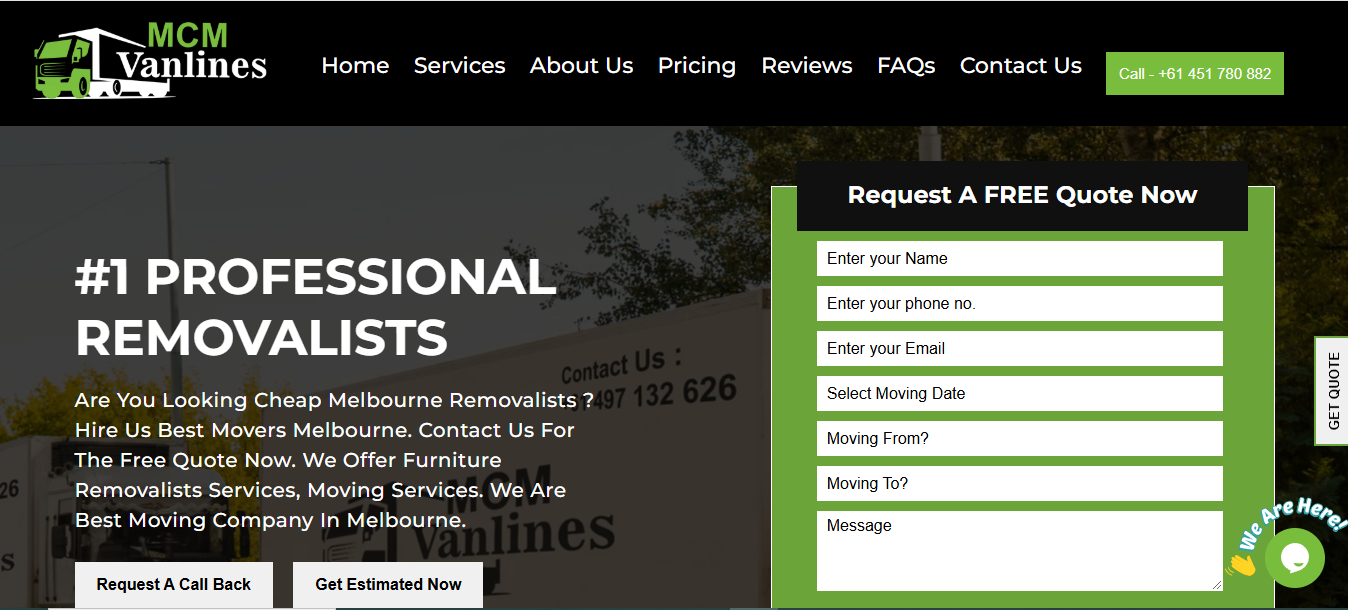 MCM
Vanlines
Home Services About Us Pricing Reviews FAQs Contact Us
Call - +61 451 780 882
#1 PROFESSIONAL
REMOVALISTS
Are You Looking Cheap Melbourne Removalists ?
Hire Us Best Movers Melbourne. Contact Us For
The Free Quote Now. We Offer Furniture
Removalists Services, Moving Services. We Are
Best Moving Company In Melbourne.
Request A Call Back
Get Estimated Now
Contact Us :
497 132 626
MCM
Vanlines
26
s
Request A FREE Quote Now
Enter your Name
Enter your phone no.
Enter your Email
Select Moving Date
Moving From?
Moving To?
Message
GET QUOTE
We Are Here!